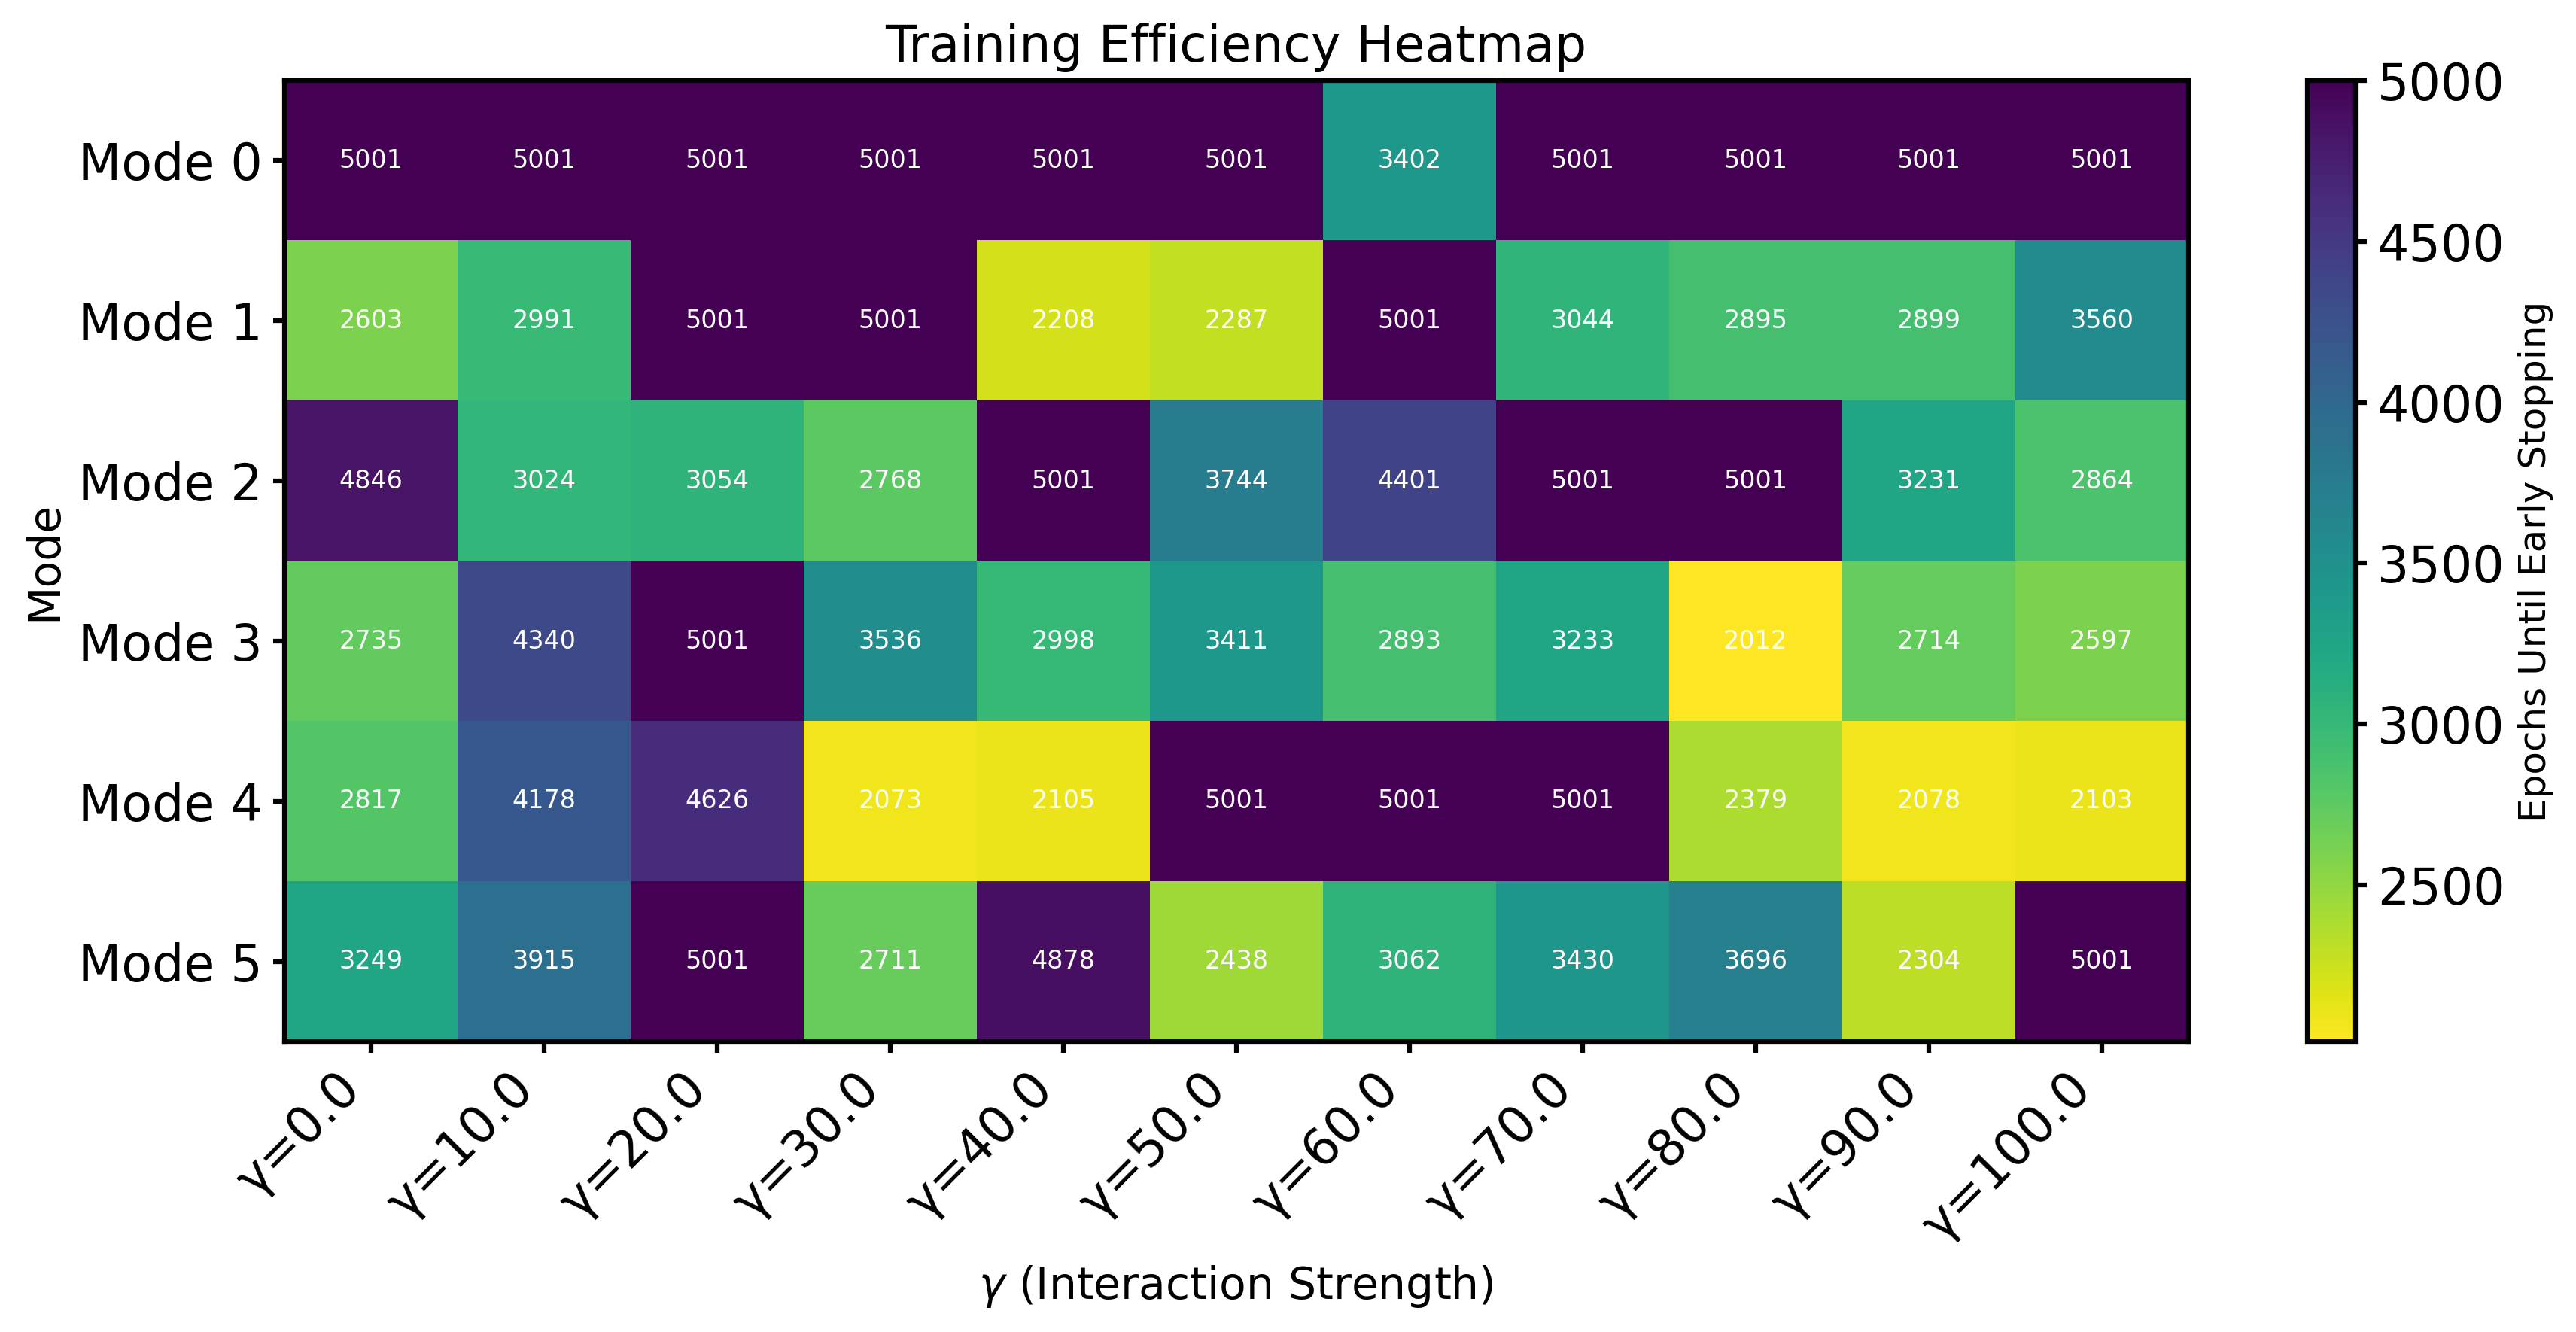 Training Efficiency Heatmap
Mode 0 5001 5001 5001 5001 5001 5001 3402 5001 5001 5001 5001
Mode 1 2603 2991 5001 5001 2208 2287 5001 3044 2895 2899 3560
Mode 2 4846 3024 3054 2768 5001 3744 4401 5001 5001 3231 2864
Mode 3 2735 4340 5001 3536 2998 3411 2893 3233 2012 2714 2597
Mode 4 2817 4178 4626 2073 2105 5001 5001 5001 2379 2078 2103
Mode 5 3249 3915 5001 2711 4878 2438 3062 3430 3696 2304 5001
Mode
γ=0.0 γ=10.0 γ=20.0 γ=30.0 γ=40.0 γ=50.0 γ=60.0 γ=70.0 γ=80.0 γ=90.0 γ=100.0
γ (Interaction Strength)
5000
4500
4000
3500
3000
2500
Epochs Until Early Stopping